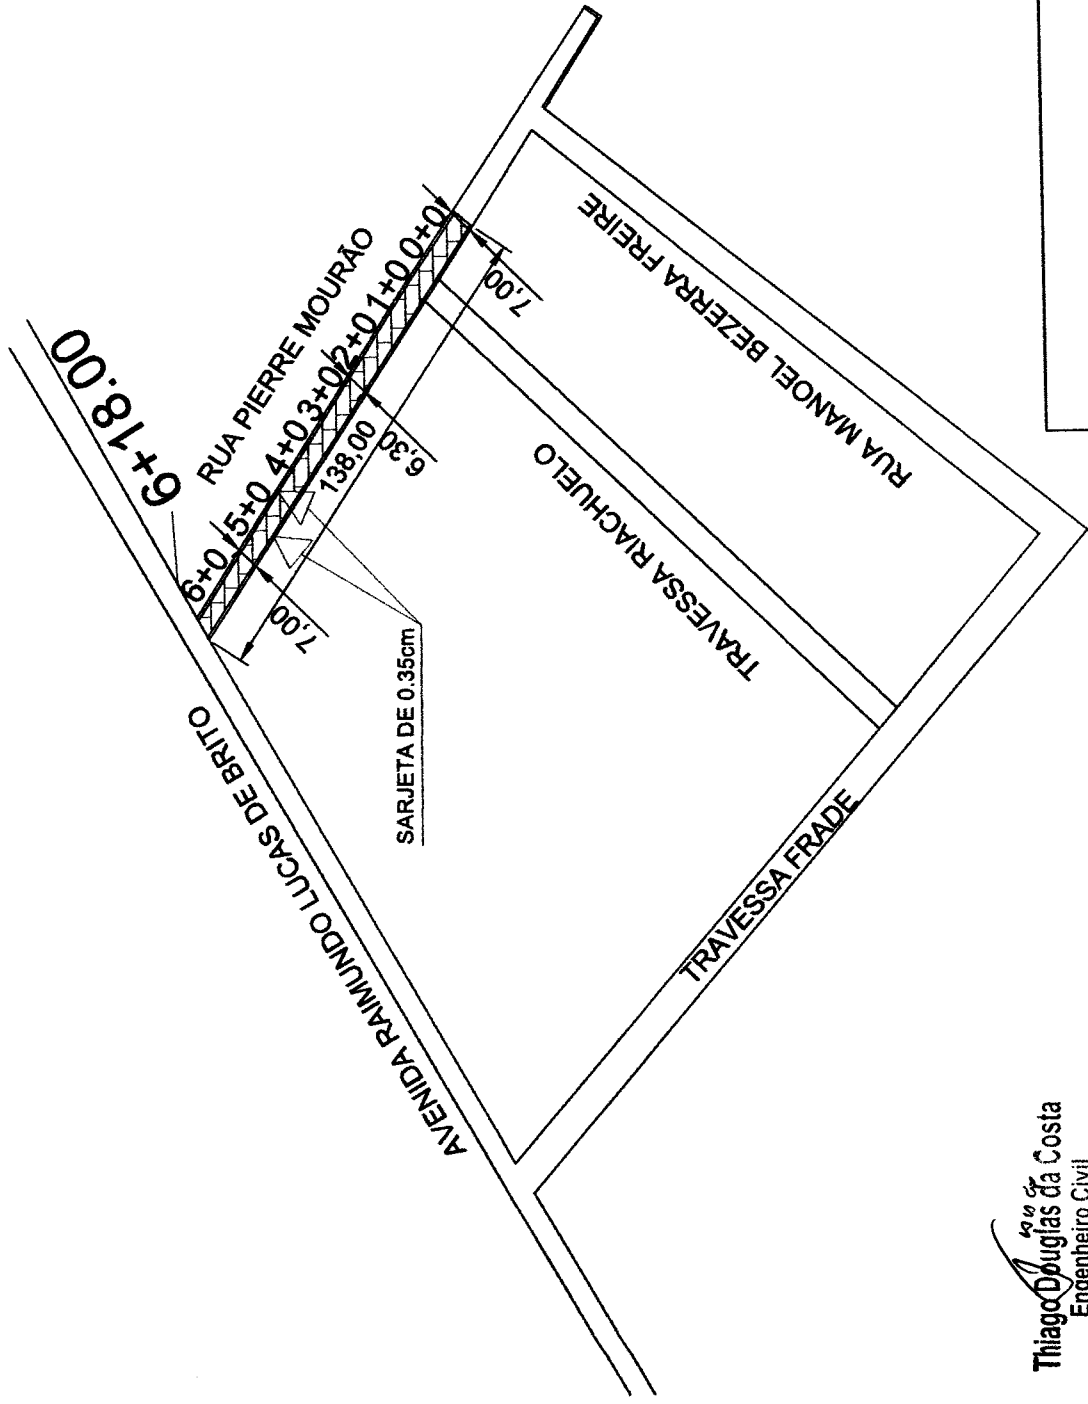 6+18.00
RUA PIERRE MOURÃO
6+0
5+0
4+0
3+0
2+0
1+0
0+0
7,00
138,00
6,30
7,00
SARJETA DE 0.35cm
AVENIDA RAIMUNDO LUCAS DE BRITO
TRAVESSA RIACHUELO
RUA MANOEL BEZERRA FREIRE
TRAVESSA FRADE
Thiago Douglas da Costa
Engenheiro Civil